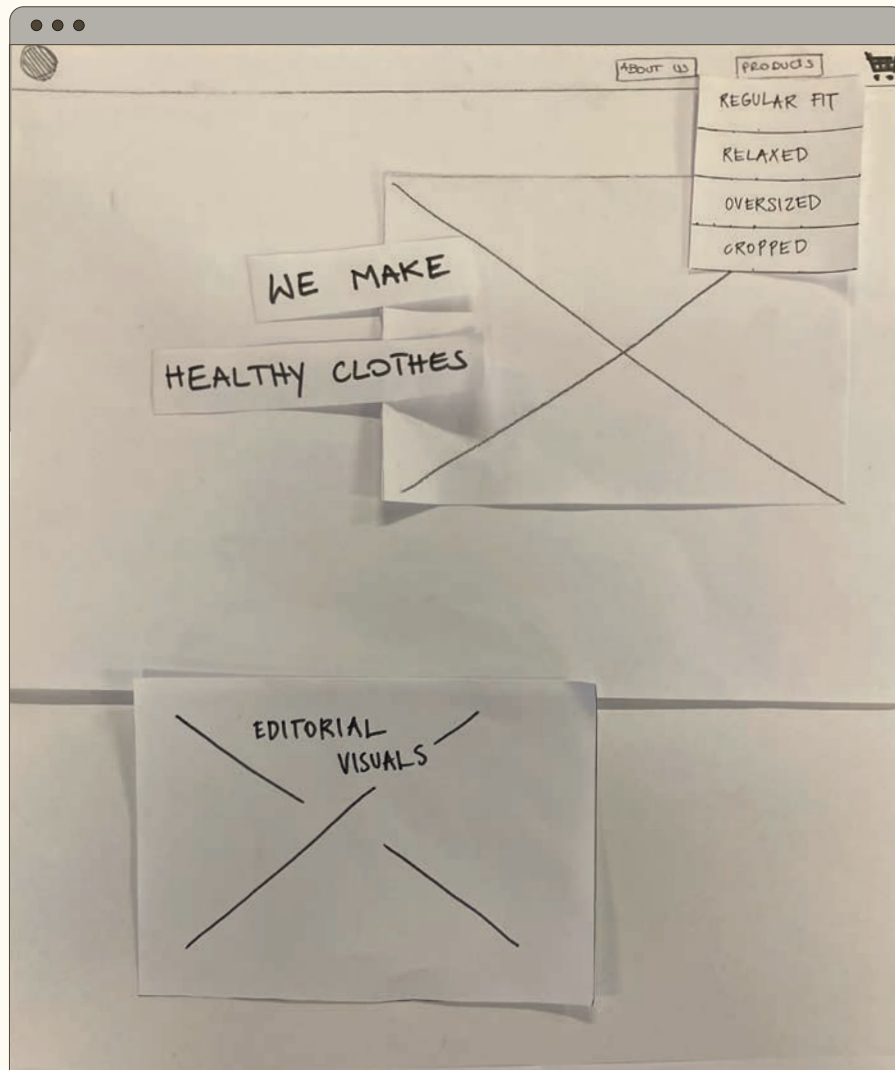 ABOUT US
PRODUCTS
REGULAR FIT
RELAXED
OVERSIZED
CROPPED
WE MAKE
HEALTHY CLOTHES
EDITORIAL
VISUALS